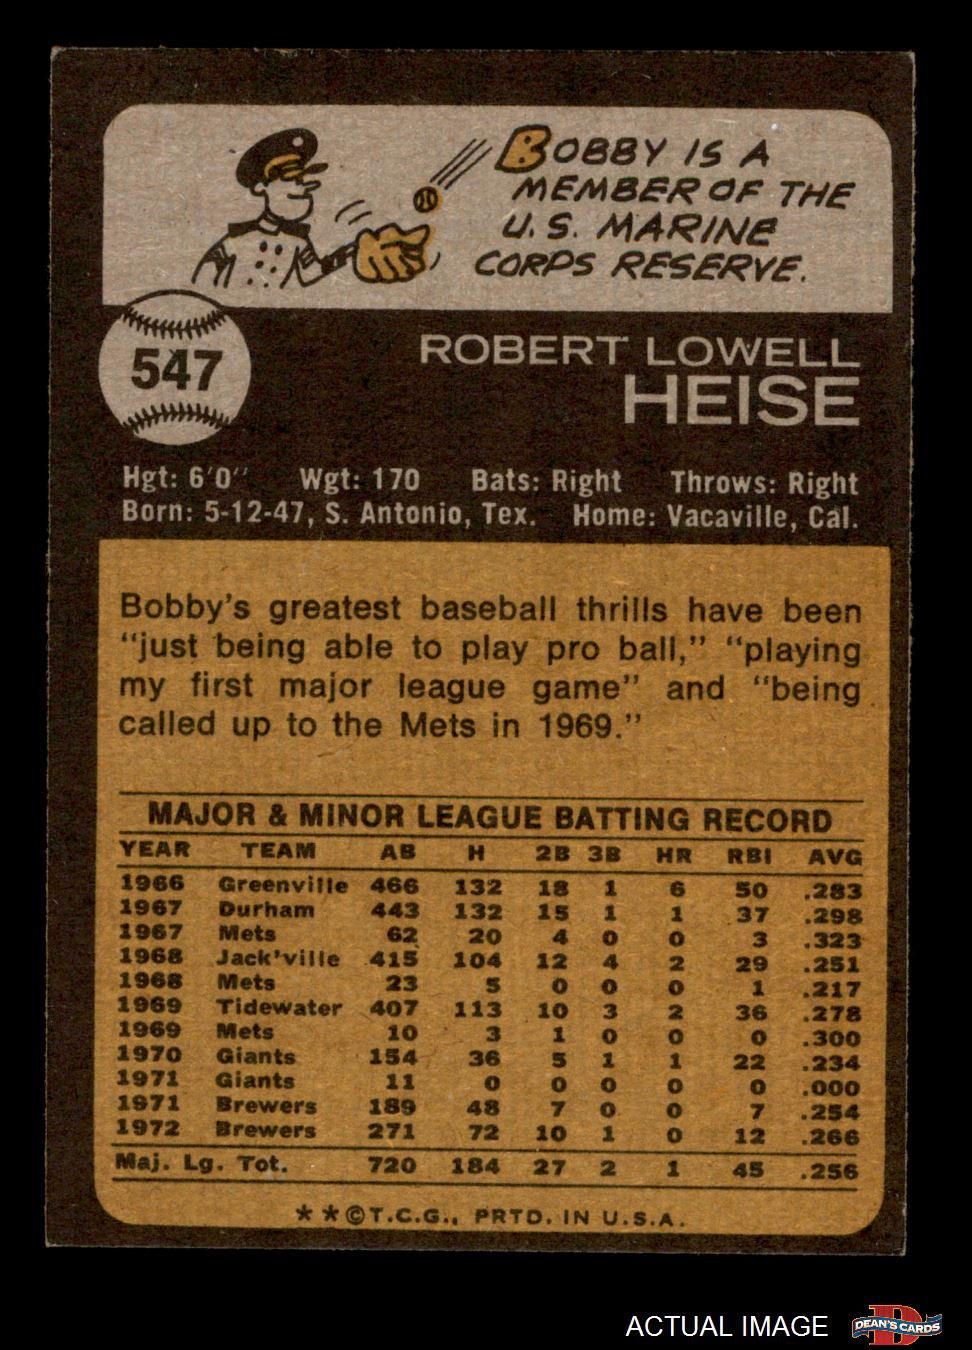 BOBBY IS A
MEMBER OF THE
U.S. MARINE
CORPS RESERVE.
547
ROBERT LOWELL
HEISE
Hgt: 6'0" Wgt: 170 Bats: Right Throws: Right
Born: 5-12-47, S. Antonio, Tex. Home: Vacaville, Cal.
Bobby's greatest baseball thrills have been
"just being able to play pro ball," "playing
my first major league game" and "being
called up to the Mets in 1969."
MAJOR & MINOR LEAGUE BATTING RECORD
YEAR TEAM AB H 2B 3B HR RBI AVG
1966 Greenville 466 132 18 1 6 50 .283
1967 Durham 443 132 15 1 1 37 .298
1967 Mets 62 20 4 0 0 3 .323
1968 Jack'ville 415 104 12 4 2 29 .251
1968 Mets 23 5 0 0 0 1 .217
1969 Tidewater 407 113 10 3 2 36 .278
1969 Mets 10 3 1 0 0 0 .300
1970 Giants 154 36 5 1 1 22 .234
1971 Giants 11 0 0 0 0 0 .000
1971 Brewers 189 48 7 0 0 7 .254
1972 Brewers 271 72 10 1 0 12 .266
Maj. Lg. Tot. 720 184 27 2 1 45 .256
* * © T.C.G., PRTD. IN U.S.A.
ACTUAL IMAGE
D
DEAN'S CARDS